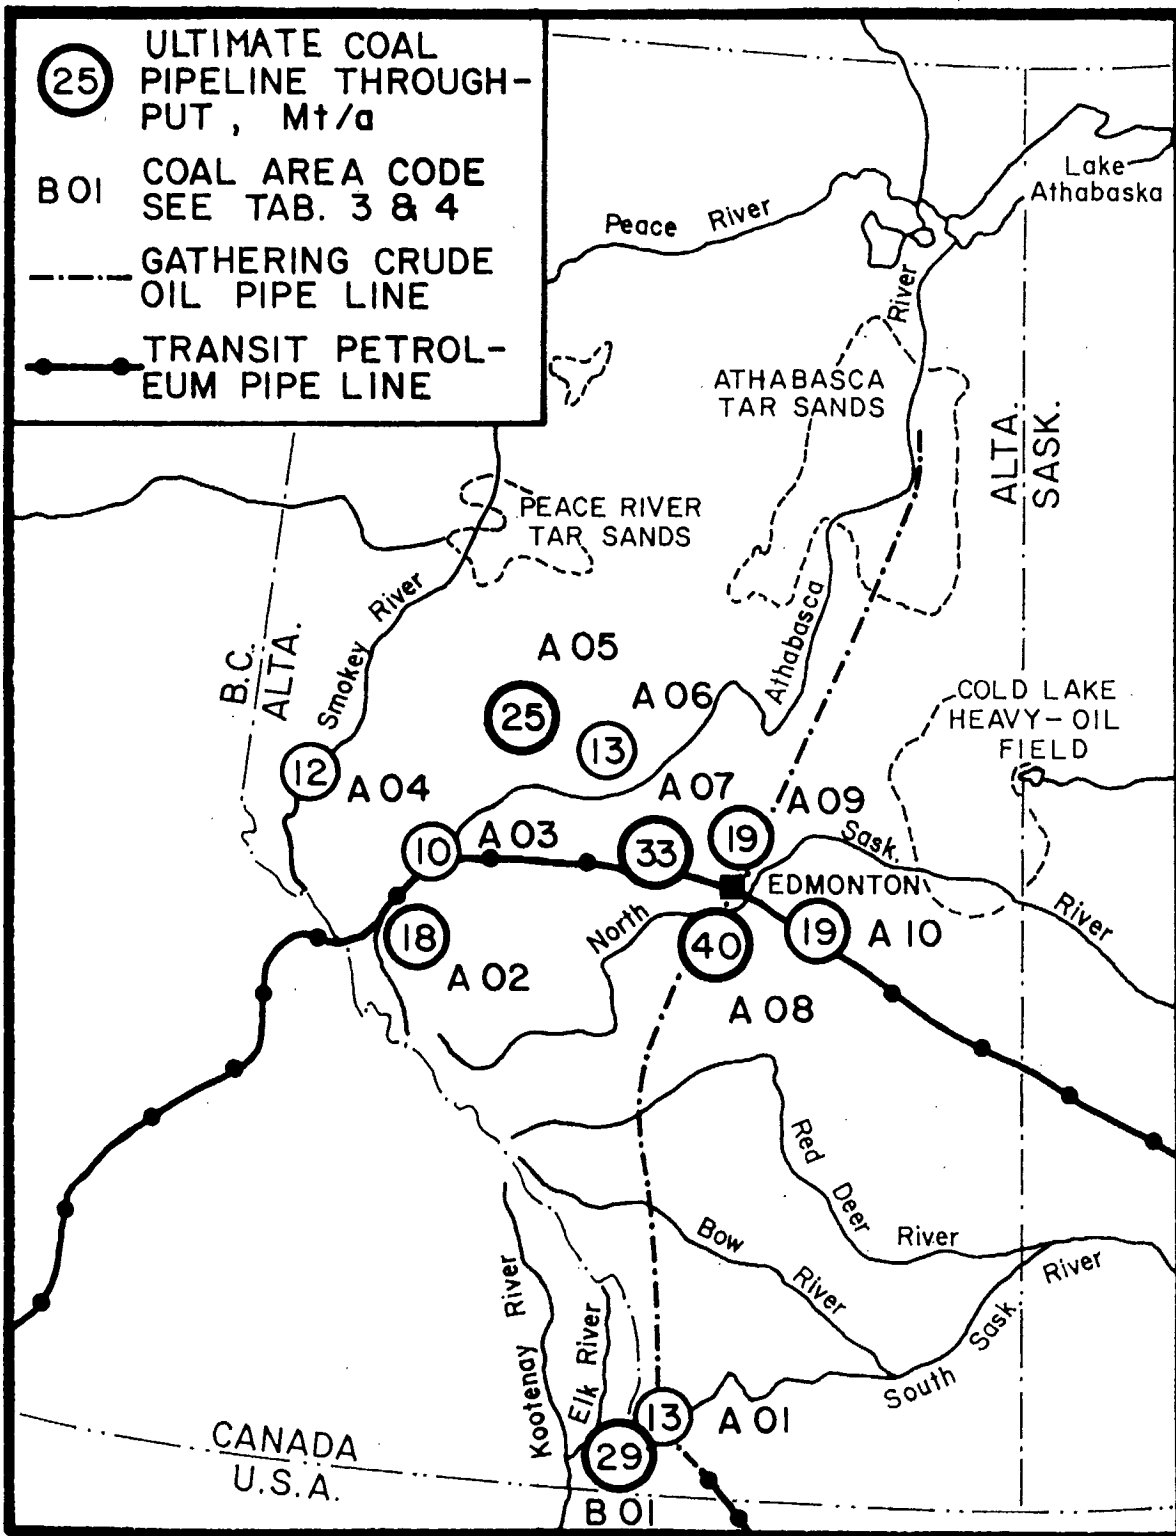 25
ULTIMATE COAL
PIPELINE THROUGH-
PUT, Mt/a
B 01
COAL AREA CODE
SEE TAB. 3 & 4
GATHERING CRUDE
OIL PIPE LINE
TRANSIT PETROL-
EUM PIPE LINE
Lake
Athabaska
Peace River
River
ATHABASCA
TAR SANDS
ALTA.
SASK.
PEACE RIVER
TAR SANDS
Smokey River
Athabasca
B.C.
ALTA.
A 05
25
A 06
13
COLD LAKE
HEAVY-OIL
FIELD
12
A 04
A 07
A 09
10
A 03
33
19
Sask.
River
EDMONTON
North
18
A 02
40
19
A 10
A 08
Red Deer River
Bow River
South Sask River
Kootenay River
Elk River
13
A 01
29
B 01
CANADA
U.S.A.